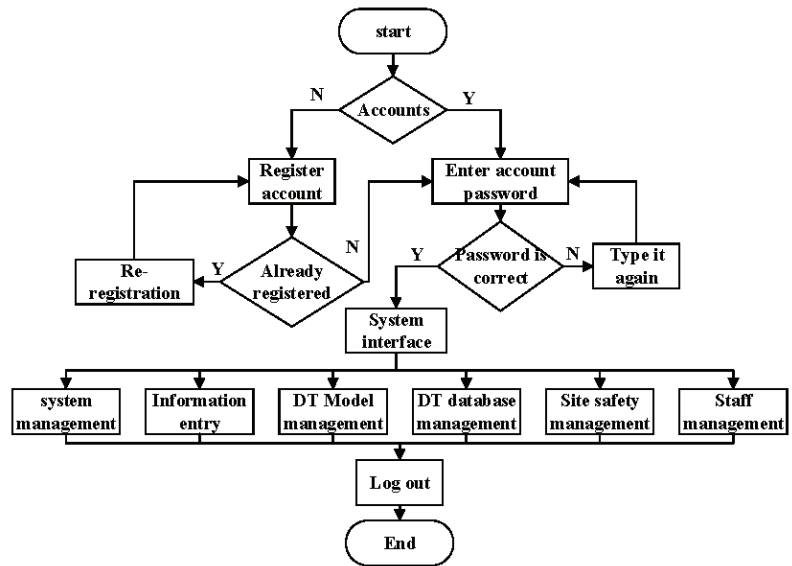 start
N
Accounts
Y
Register
account
Enter account
password
Re-
registration
Y
Already
registered
N
Y
Password is
correct
N
Type it
again
System
interface
system
management
Information
entry
DT Model
management
DT database
management
Site safety
management
Staff
management
Log out
End